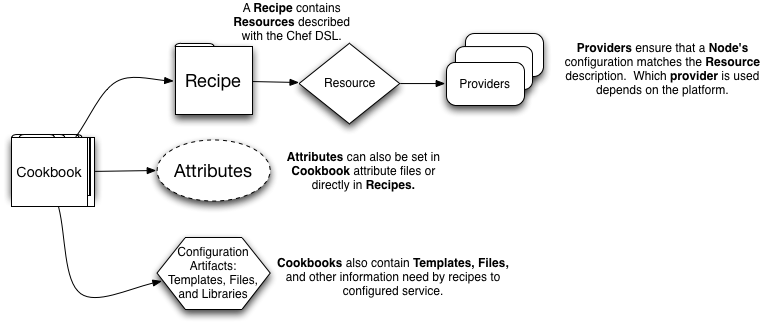 A Recipe contains
Resources described
with the Chef DSL.
Recipe
Resource
Providers
Providers ensure that a Node's
configuration matches the Resource
description.  Which provider is used
depends on the platform.
Cookbook
Attributes
Attributes can also be set in
Cookbook attribute files or
directly in Recipes.
Configuration
Artifacts:
Templates, Files,
and Libraries
Cookbooks also contain Templates, Files,
and other information need by recipes to
configured service.